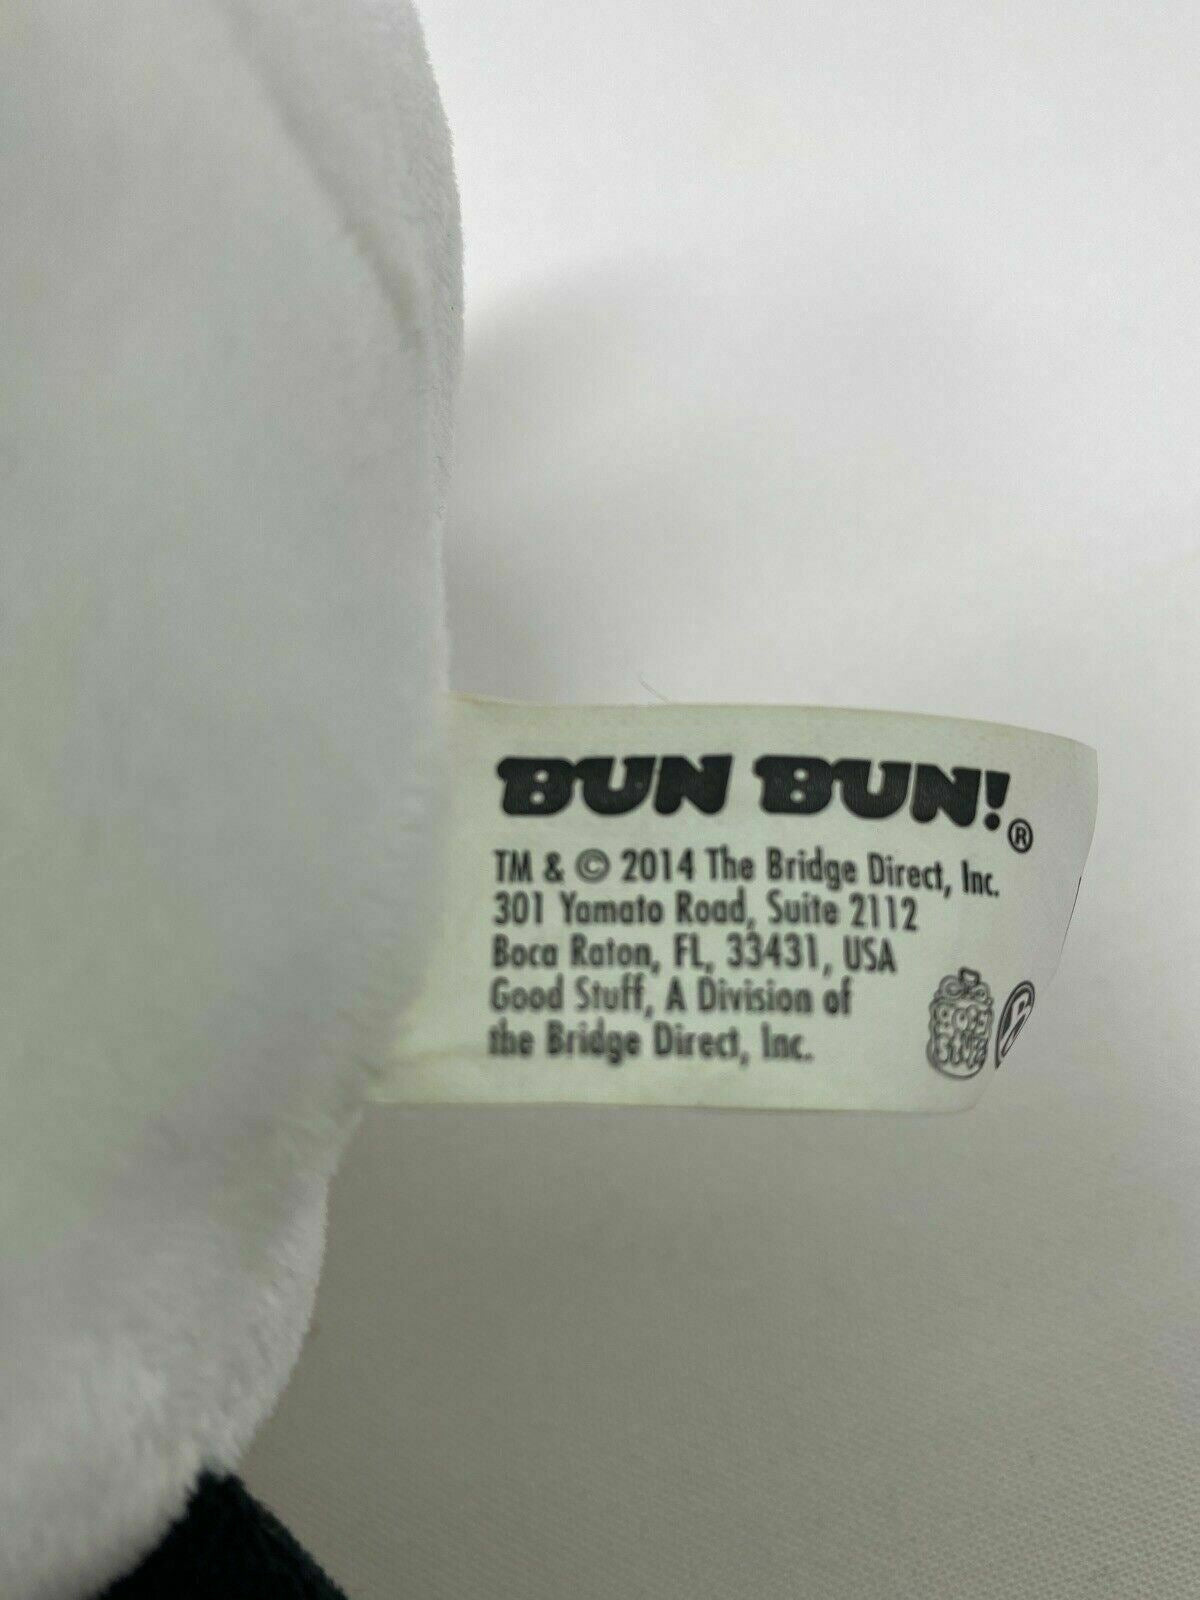 BUN BUN!®
TM & © 2014 The Bridge Direct, Inc.
301 Yamato Road, Suite 2112
Boca Raton, FL, 33431, USA
Good Stuff, A Division of
the Bridge Direct, Inc.